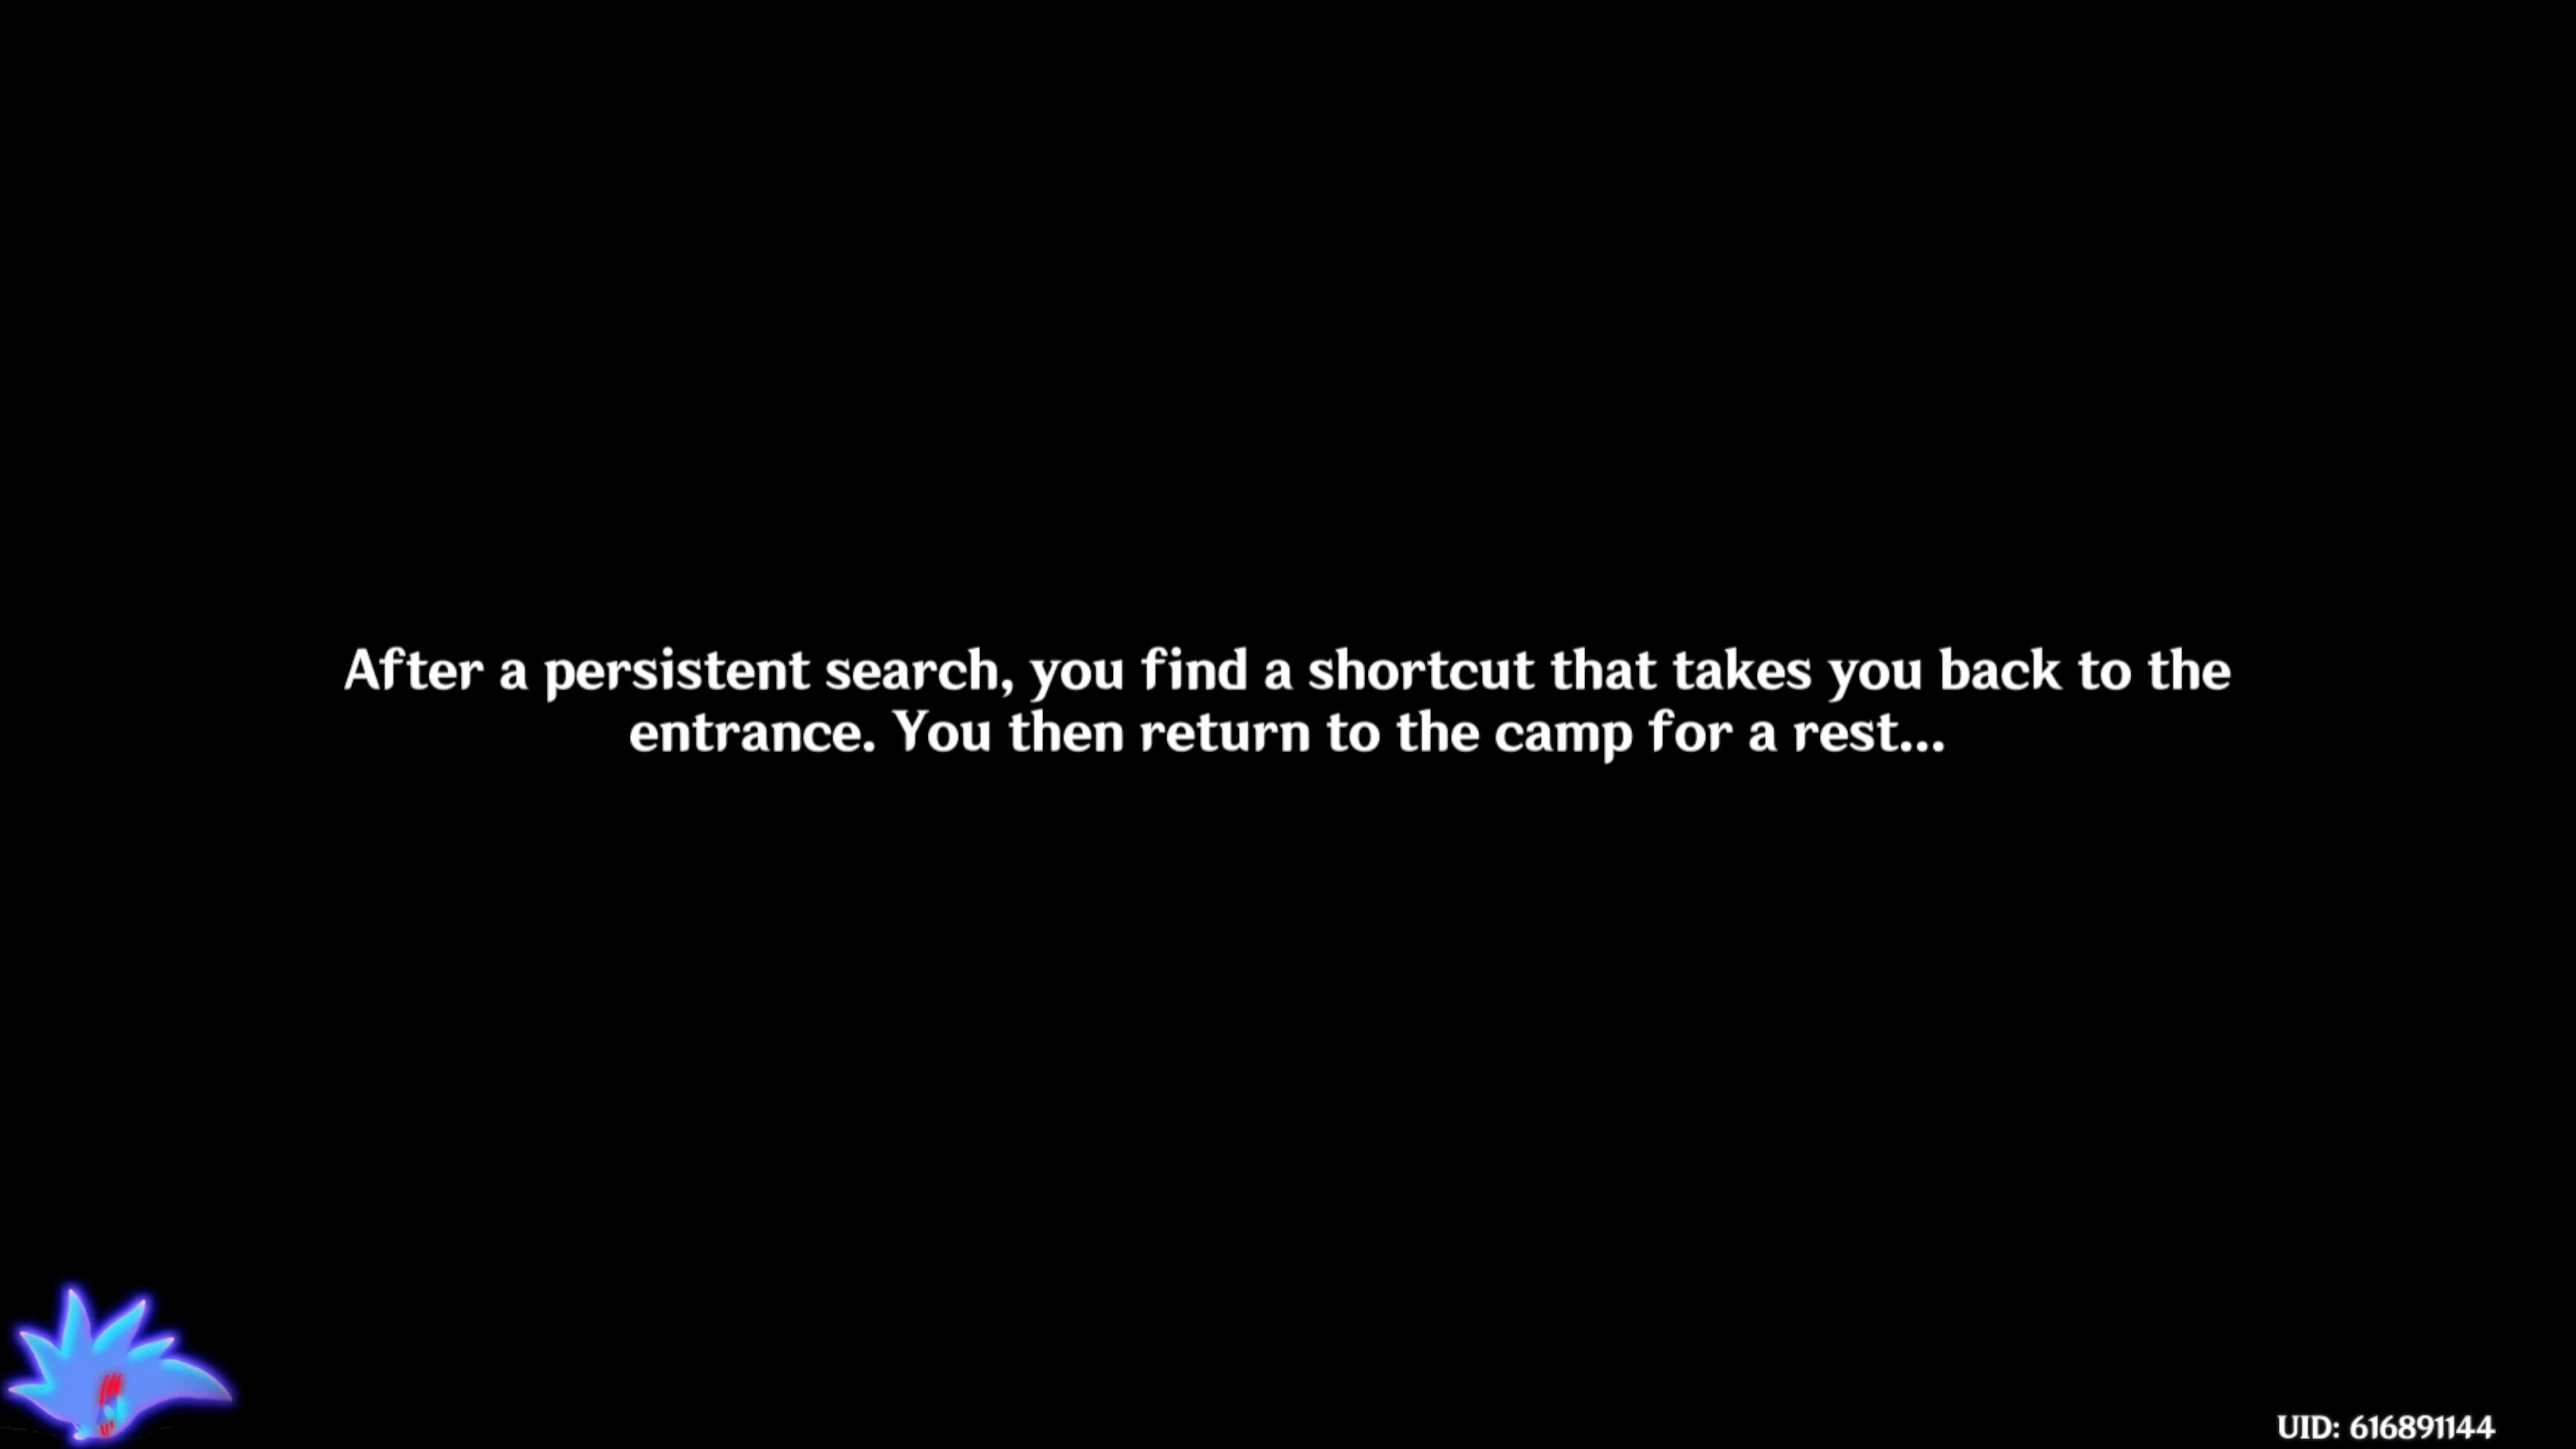 After a persistent search, you find a shortcut that takes you back to the
entrance. You then return to the camp for a rest...
UID: 616891144